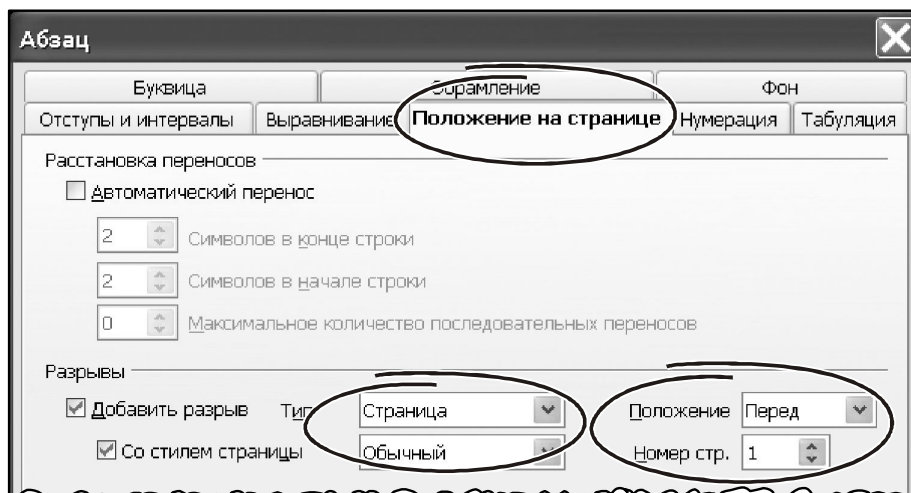 Абзац
Буквица Обрамление Фон
Отступы и интервалы Выравнивание Положение на странице Нумерация Табуляция
Расстановка переносов
Автоматический перенос
2 Символов в конце строки
2 Символов в начале строки
0 Максимальное количество последовательных переносов
Разрывы
Добавить разрыв Тип Страница Положение Перед
Со стилем страницы Обычный Номер стр. 1